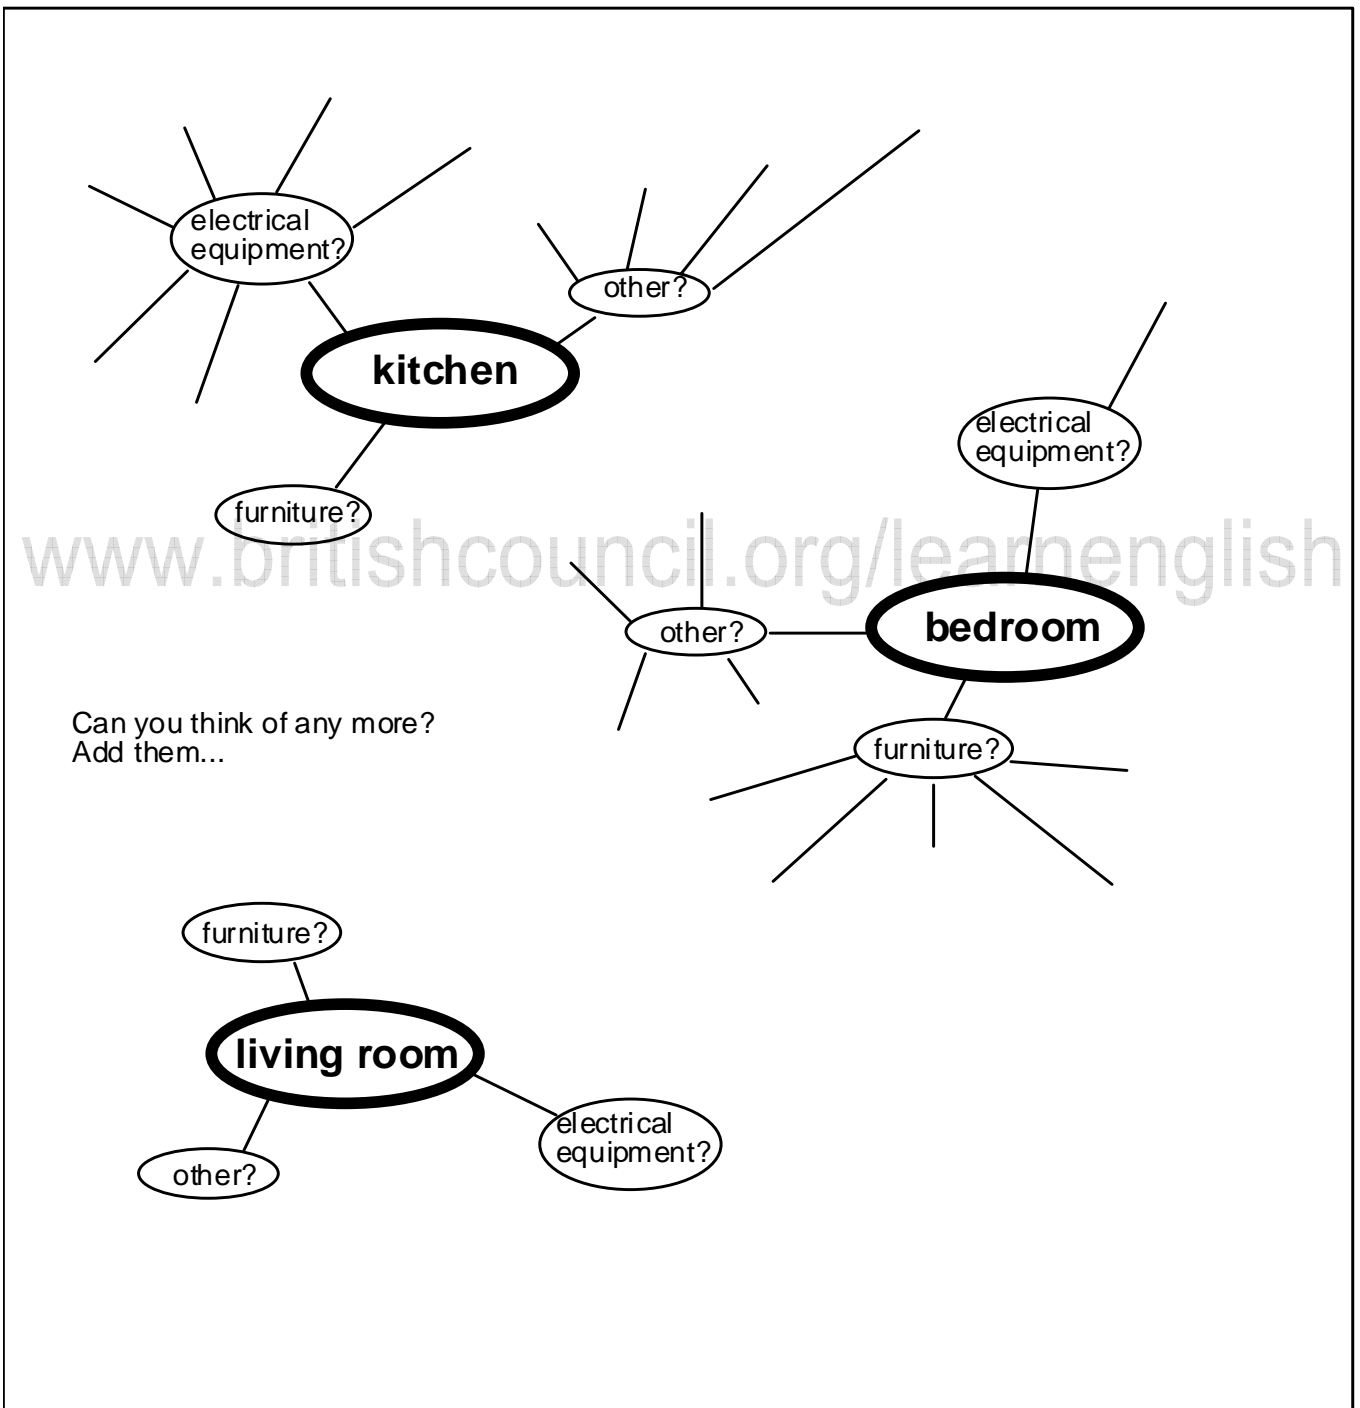 electrical
equipment?
other?
kitchen
furniture?
electrical
equipment?
www.britishcouncil.org/learnenglish
other?
bedroom
Can you think of any more?
Add them...
furniture?
furniture?
living room
electrical
equipment?
other?